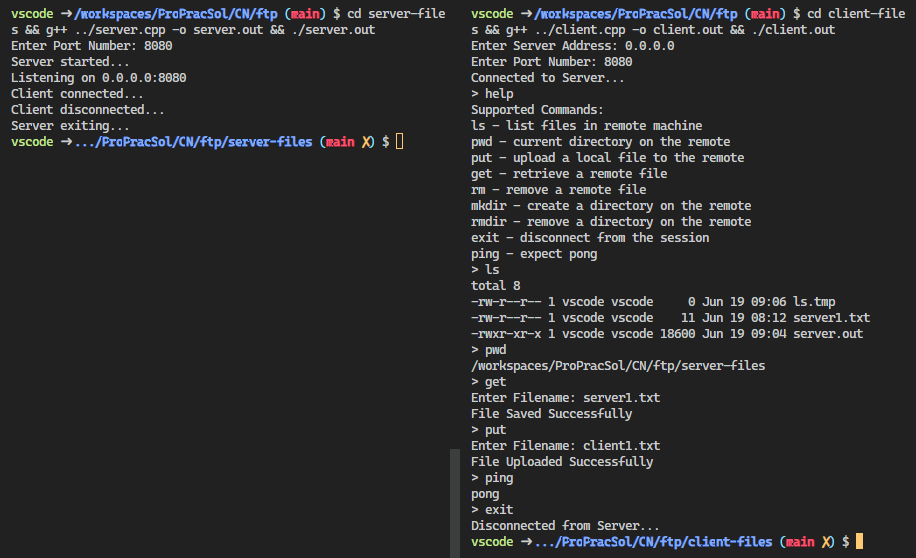 vscode ➜ /workspaces/ProPracSol/CN/ftp (main) $ cd server-file
s && g++ ../server.cpp -o server.out && ./server.out
Enter Port Number: 8080
Server started...
Listening on 0.0.0.0:8080
Client connected...
Client disconnected...
Server exiting...
vscode ➜ .../ProPracSol/CN/ftp/server-files (main ✗) $
vscode ➜ /workspaces/ProPracSol/CN/ftp (main) $ cd client-file
s && g++ ../client.cpp -o client.out && ./client.out
Enter Server Address: 0.0.0.0
Enter Port Number: 8080
Connected to Server...
> help
Supported Commands:
ls - list files in remote machine
pwd - current directory on the remote
put - upload a local file to the remote
get - retrieve a remote file
rm - remove a remote file
mkdir - create a directory on the remote
rmdir - remove a directory on the remote
exit - disconnect from the session
ping - expect pong
> ls
total 8
-rw-r--r-- 1 vscode vscode     0 Jun 19 09:06 ls.tmp
-rw-r--r-- 1 vscode vscode    11 Jun 19 08:12 server1.txt
-rwxr-xr-x 1 vscode vscode 18600 Jun 19 09:04 server.out
> pwd
/workspaces/ProPracSol/CN/ftp/server-files
> get
Enter Filename: server1.txt
File Saved Successfully
> put
Enter Filename: client1.txt
File Uploaded Successfully
> ping
pong
> exit
Disconnected from Server...
vscode ➜ .../ProPracSol/CN/ftp/client-files (main ✗) $